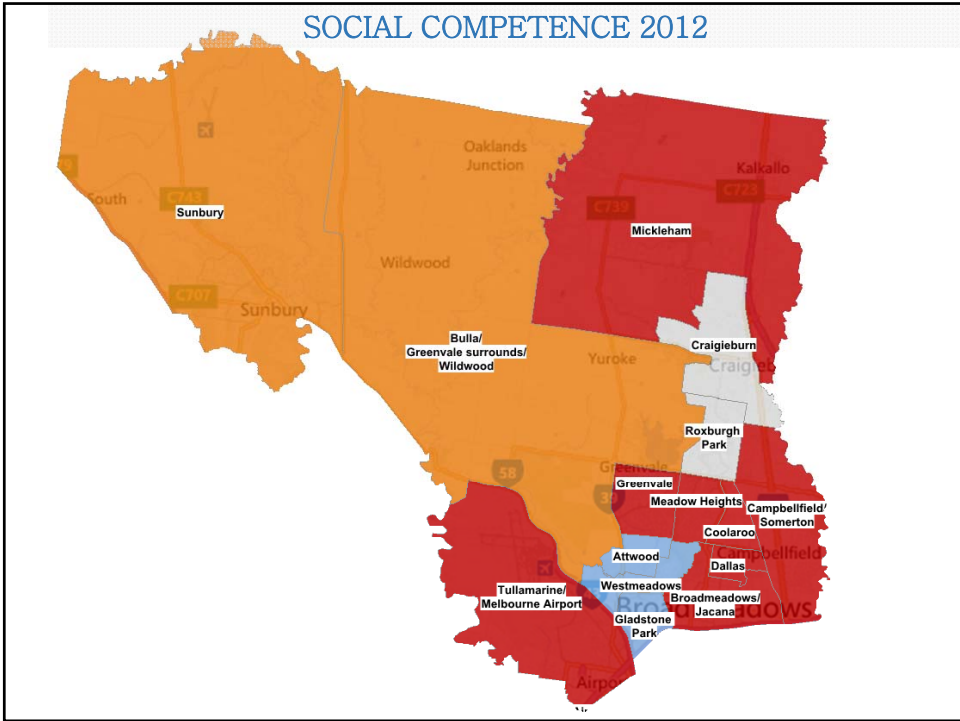 SOCIAL COMPETENCE 2012
Oaklands
Junction
Kalkallo
C723
South
C743
C739
Sunbury
Mickleham
Wildwood
C707
Sunbury
Bulla/
Greenvale surrounds/
Wildwood
Craigieburn
Yuroke
Craigieb
Roxburgh
Park
58
Greenvale
Greenvale
39
Meadow Heights
Campbellfield/
Somerton
Coolaroo
Campbellfield
Attwood
Dallas
Westmeadows
Tullamarine/
Melbourne Airport
Broadmeadows/
Jacana
Broadmeadows
Gladstone
Park
Airpo